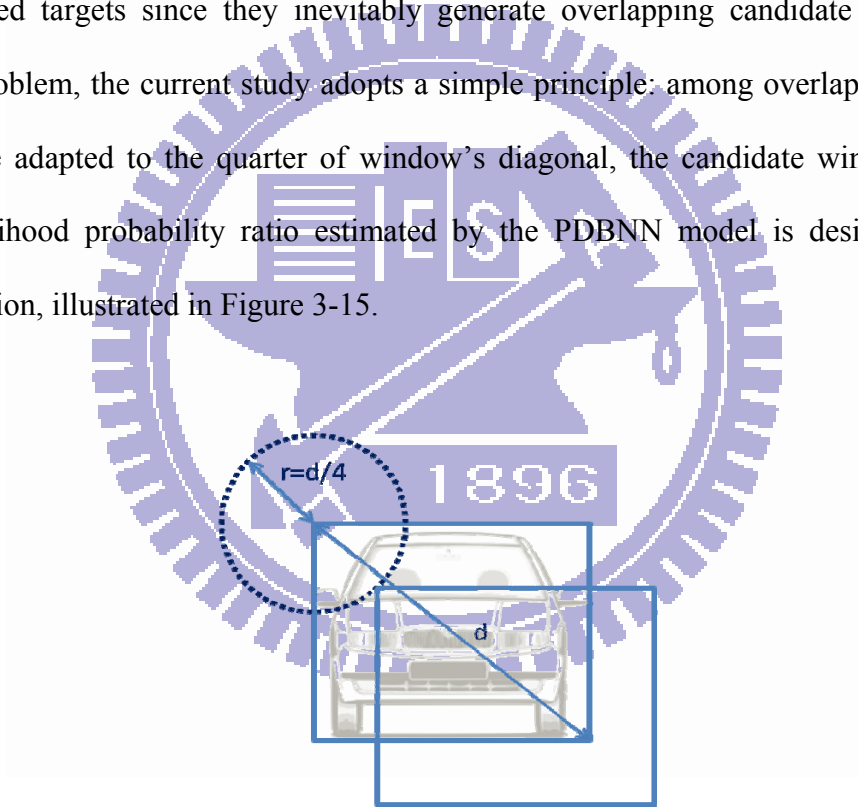 ed targets since they inevitably generate overlapping candidate
oblem, the current study adopts a simple principle: among overlap
e adapted to the quarter of window's diagonal, the candidate win
ihood probability ratio estimated by the PDBNN model is desi
ion, illustrated in Figure 3-15.
ES
r=d/4
1896
d